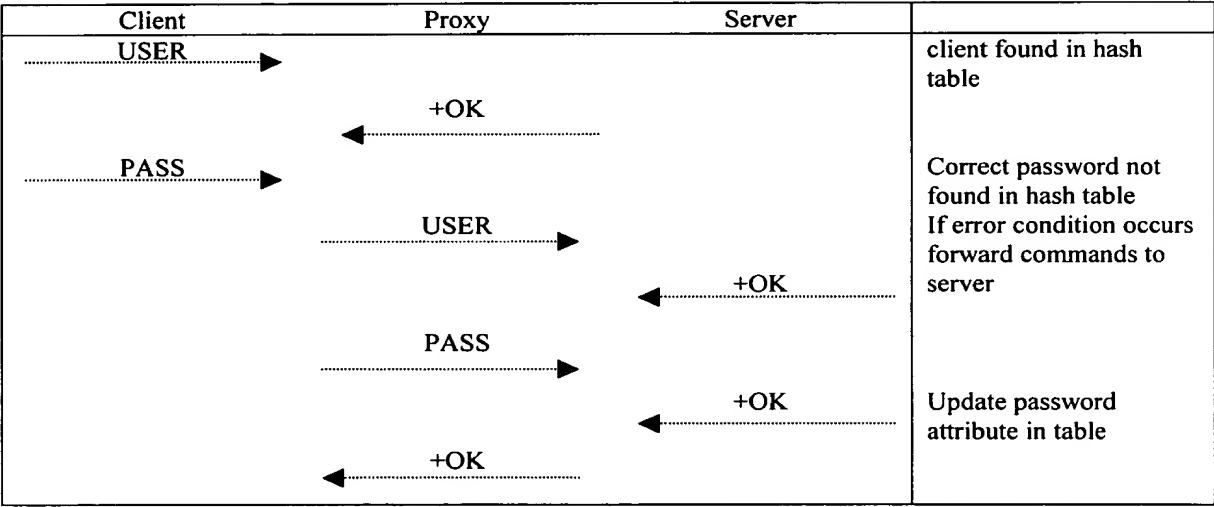 Client Proxy Server
USER
client found in hash
table
+OK
PASS
Correct password not
found in hash table
USER
If error condition occurs
forward commands to
+OK
server
PASS
+OK
Update password
attribute in table
+OK